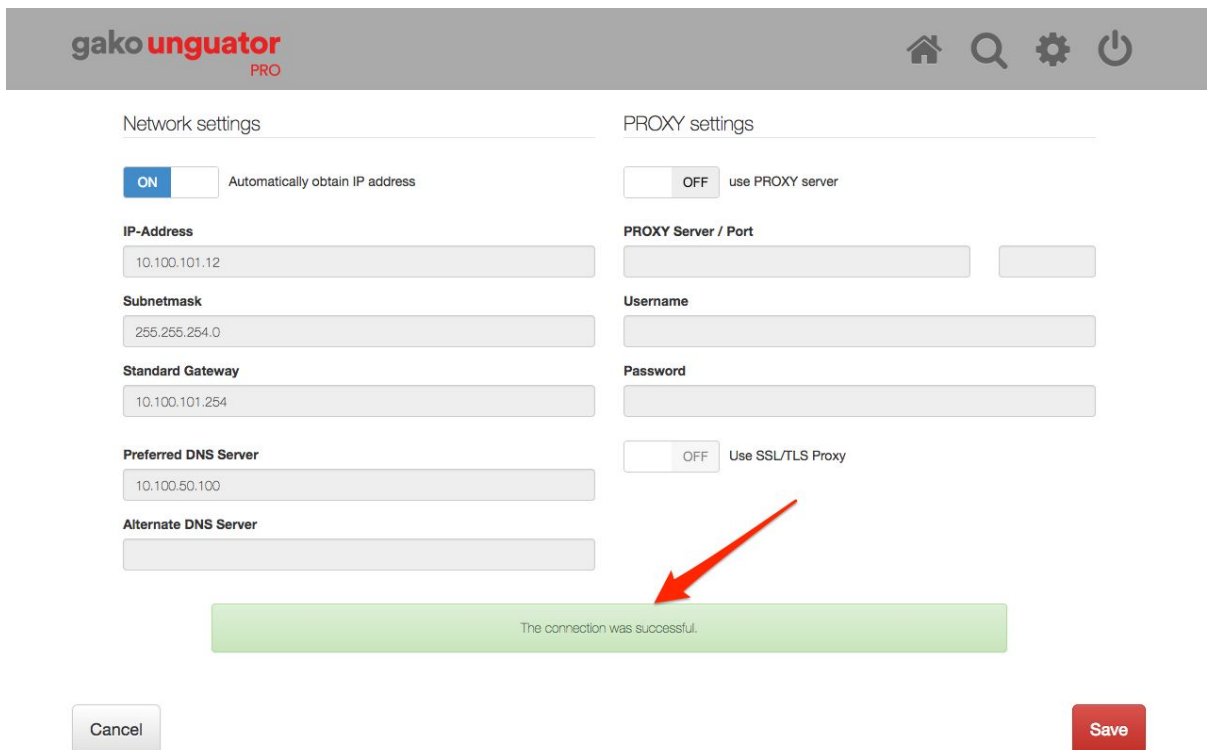 gako unguator
PRO
Network settings
ON
Automatically obtain IP address
IP-Address
10.100.101.12
Subnetmask
255.255.254.0
Standard Gateway
10.100.101.254
Preferred DNS Server
10.100.50.100
Alternate DNS Server
PROXY settings
OFF
use PROXY server
PROXY Server / Port
Username
Password
OFF
Use SSL/TLS Proxy
The connection was successful.
Cancel
Save